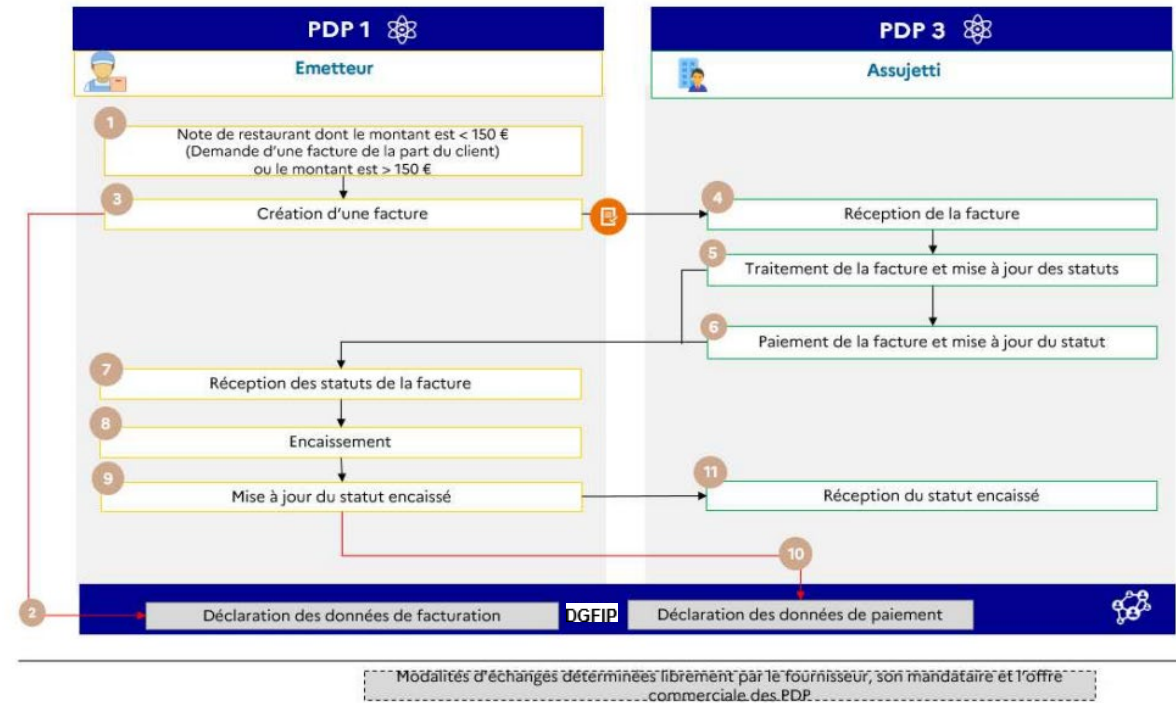 PDP 1
PDP 3
Emetteur
Assujetti
1
Note de restaurant dont le montant est < 150 €
(Demande d'une facture de la part du client)
ou le montant est > 150 €
3
Création d'une facture
4
Réception de la facture
5
Traitement de la facture et mise à jour des statuts
6
Paiement de la facture et mise à jour du statut
7
Réception des statuts de la facture
8
Encaissement
9
Mise à jour du statut encaissé
11
Réception du statut encaissé
10
2
Déclaration des données de facturation
DGFIP
Déclaration des données de paiement
Modalités d'échanges déterminées librement par le fournisseur, son mandataire et l'offre
commerciale des PDP